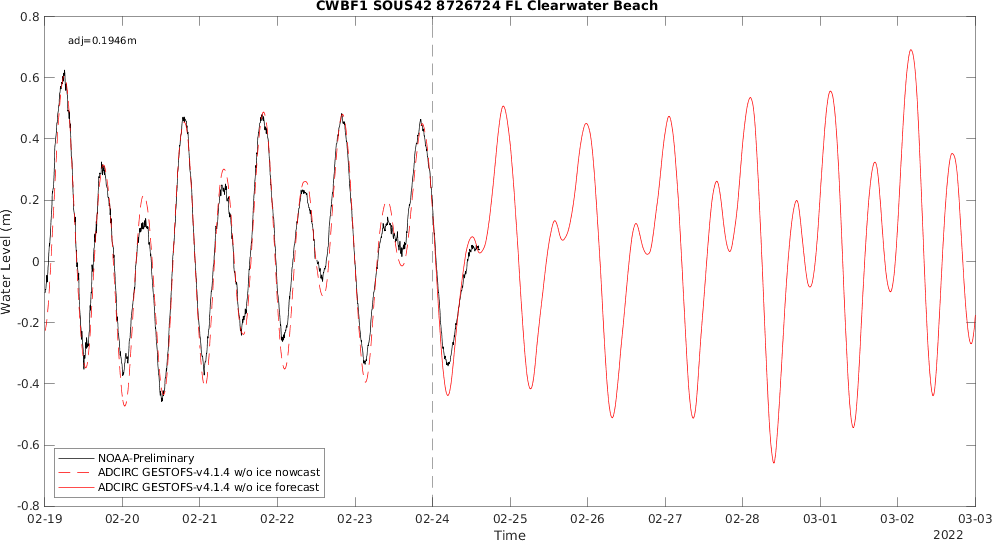 CWBF1 SOUS42 8726724 FL Clearwater Beach
adj=0.1946m
0.8
0.6
0.4
0.2
0
-0.2
-0.4
-0.6
-0.8
Water Level (m)
NOAA-Preliminary
ADCIRC GESTOFS-v4.1.4 w/o ice nowcast
ADCIRC GESTOFS-v4.1.4 w/o ice forecast
02-19 02-20 02-21 02-22 02-23 02-24 02-25 02-26 02-27 02-28 03-01 03-02 03-03
Time
2022